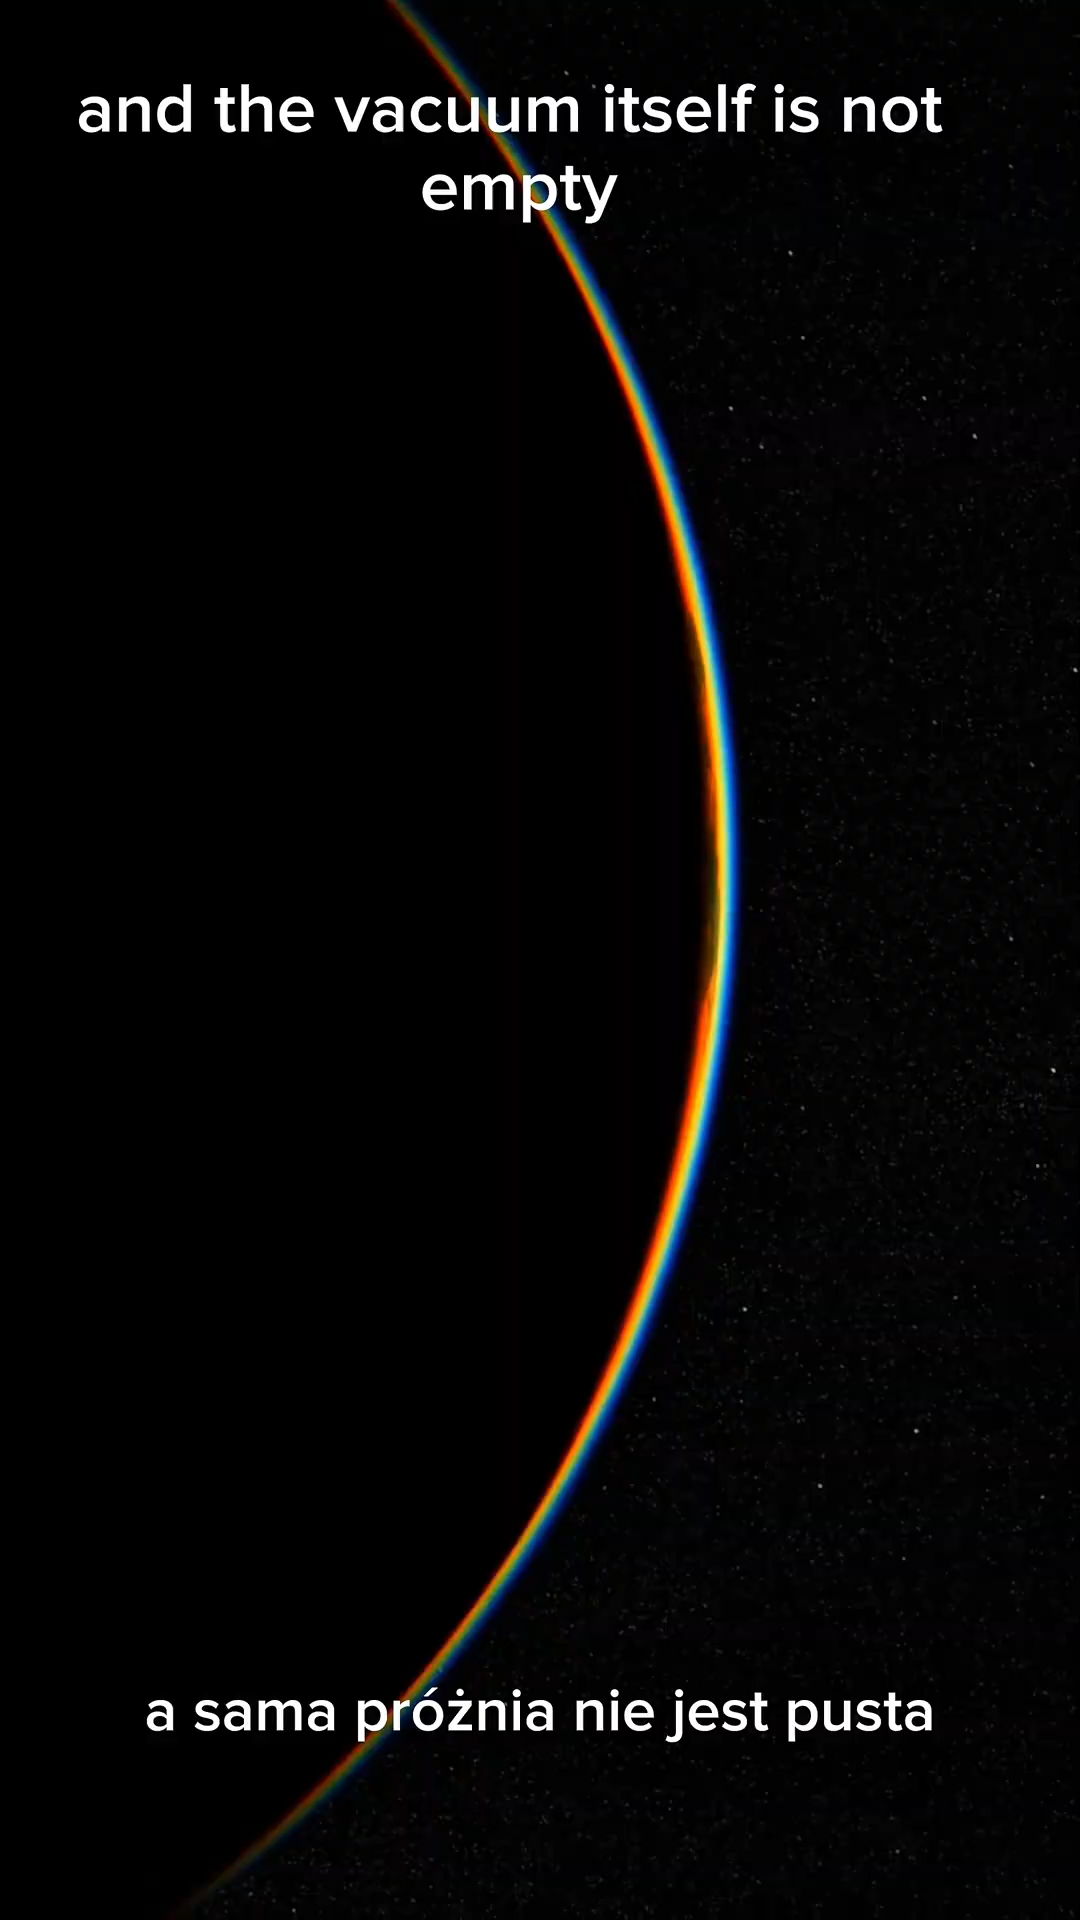 and the vacuum itself is not
empty
a sama próżnia nie jest pusta